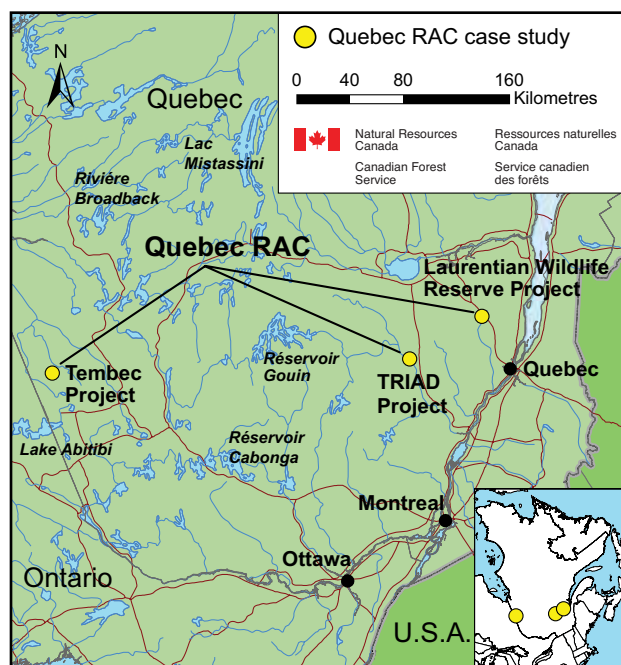 Quebec RAC case study
0 40 80 160
Kilometres
Natural Resources
Canada
Canadian Forest
Service
Ressources naturelles
Canada
Service canadien
des forêts
N
Quebec
Lac
Mistassini
Riviére
Broadback
Quebec RAC
Laurentian Wildlife
Reserve Project
Réservoir
Gouin
Quebec
Tembec
Project
TRIAD
Project
Lake Abitibi
Réservoir
Cabonga
Montreal
Ottawa
Ontario
U.S.A.